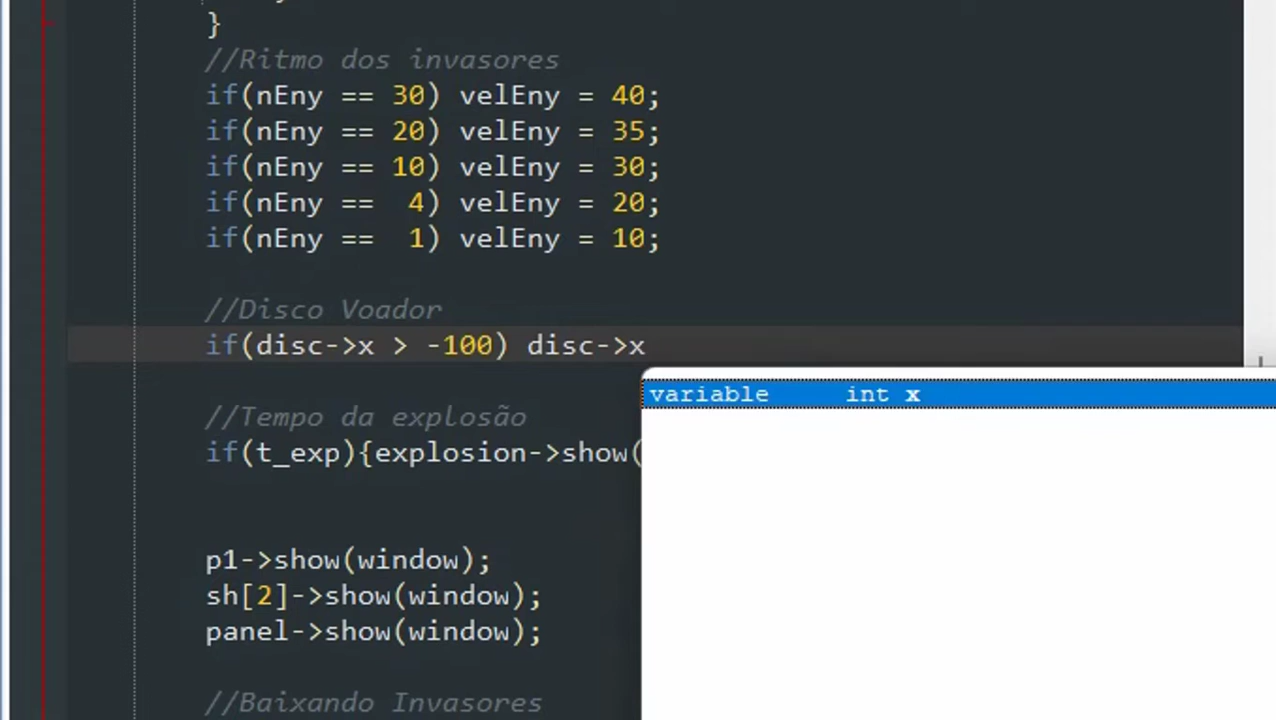 }
//Ritmo dos invasores
if(nEny == 30) velEny = 40;
if(nEny == 20) velEny = 35;
if(nEny == 10) velEny = 30;
if(nEny ==  4) velEny = 20;
if(nEny ==  1) velEny = 10;
//Disco Voador
if(disc->x > -100) disc->x
variable int x
//Tempo da explosão
if(t_exp){explosion->show(
p1->show(window);
sh[2]->show(window);
panel->show(window);
//Baixando Invasores